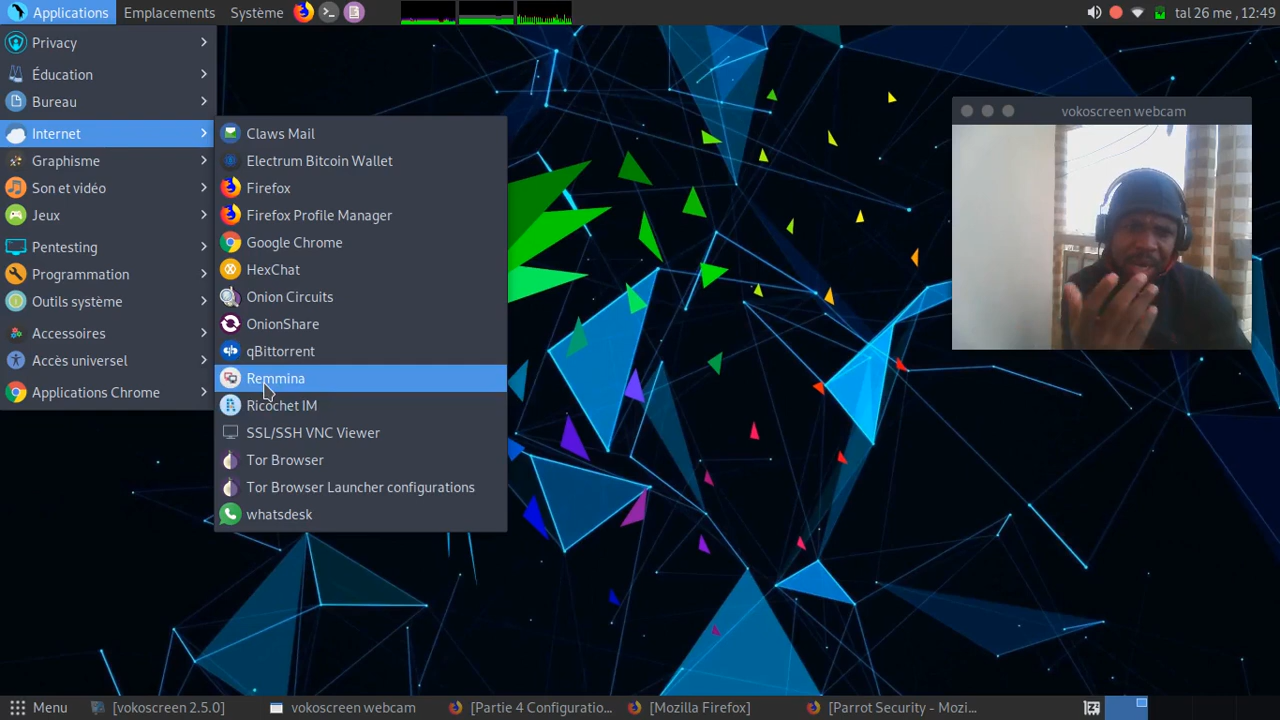 Applications Emplacements Système tal 26 me , 12:49
Privacy
Éducation
Bureau
Internet
Graphisme
Son et vidéo
Jeux
Pentesting
Programmation
Outils système
Accessoires
Accès universel
Applications Chrome
Claws Mail
Electrum Bitcoin Wallet
Firefox
Firefox Profile Manager
Google Chrome
HexChat
Onion Circuits
OnionShare
qBittorrent
Remmina
Ricochet IM
SSL/SSH VNC Viewer
Tor Browser
Tor Browser Launcher configurations
whatsdesk
vokoscreen webcam
Menu [vokoscreen 2.5.0] vokoscreen webcam [Partie 4 Configuratio... [Mozilla Firefox] [Parrot Security - Mozi...